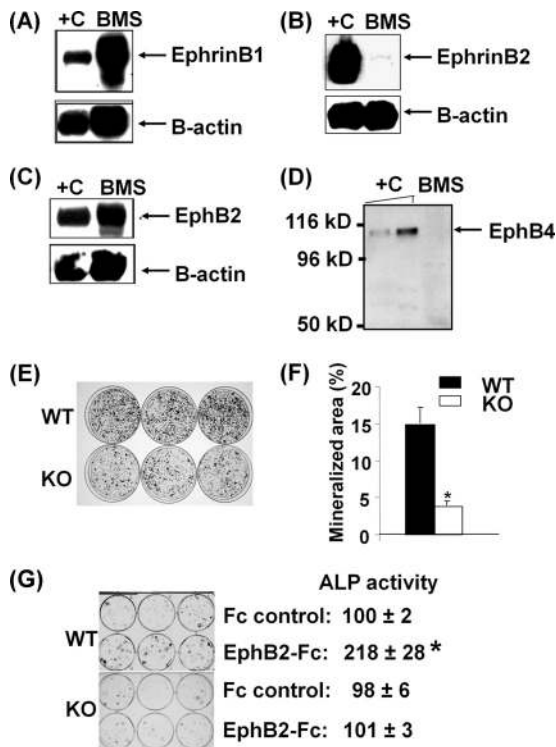 (A)
+C BMS
EphrinB1
B-actin
(B)
+C BMS
EphrinB2
B-actin
(C)
+C BMS
EphB2
B-actin
(D)
+C BMS
116 kD
EphB4
96 kD
50 kD
(E)
WT
KO
(F)
Mineralized area (%)
20
15
10
5
0
WT
KO
*
(G)
ALP activity
WT
Fc control: 100 ± 2
EphB2-Fc: 218 ± 28 *
KO
Fc control: 98 ± 6
EphB2-Fc: 101 ± 3